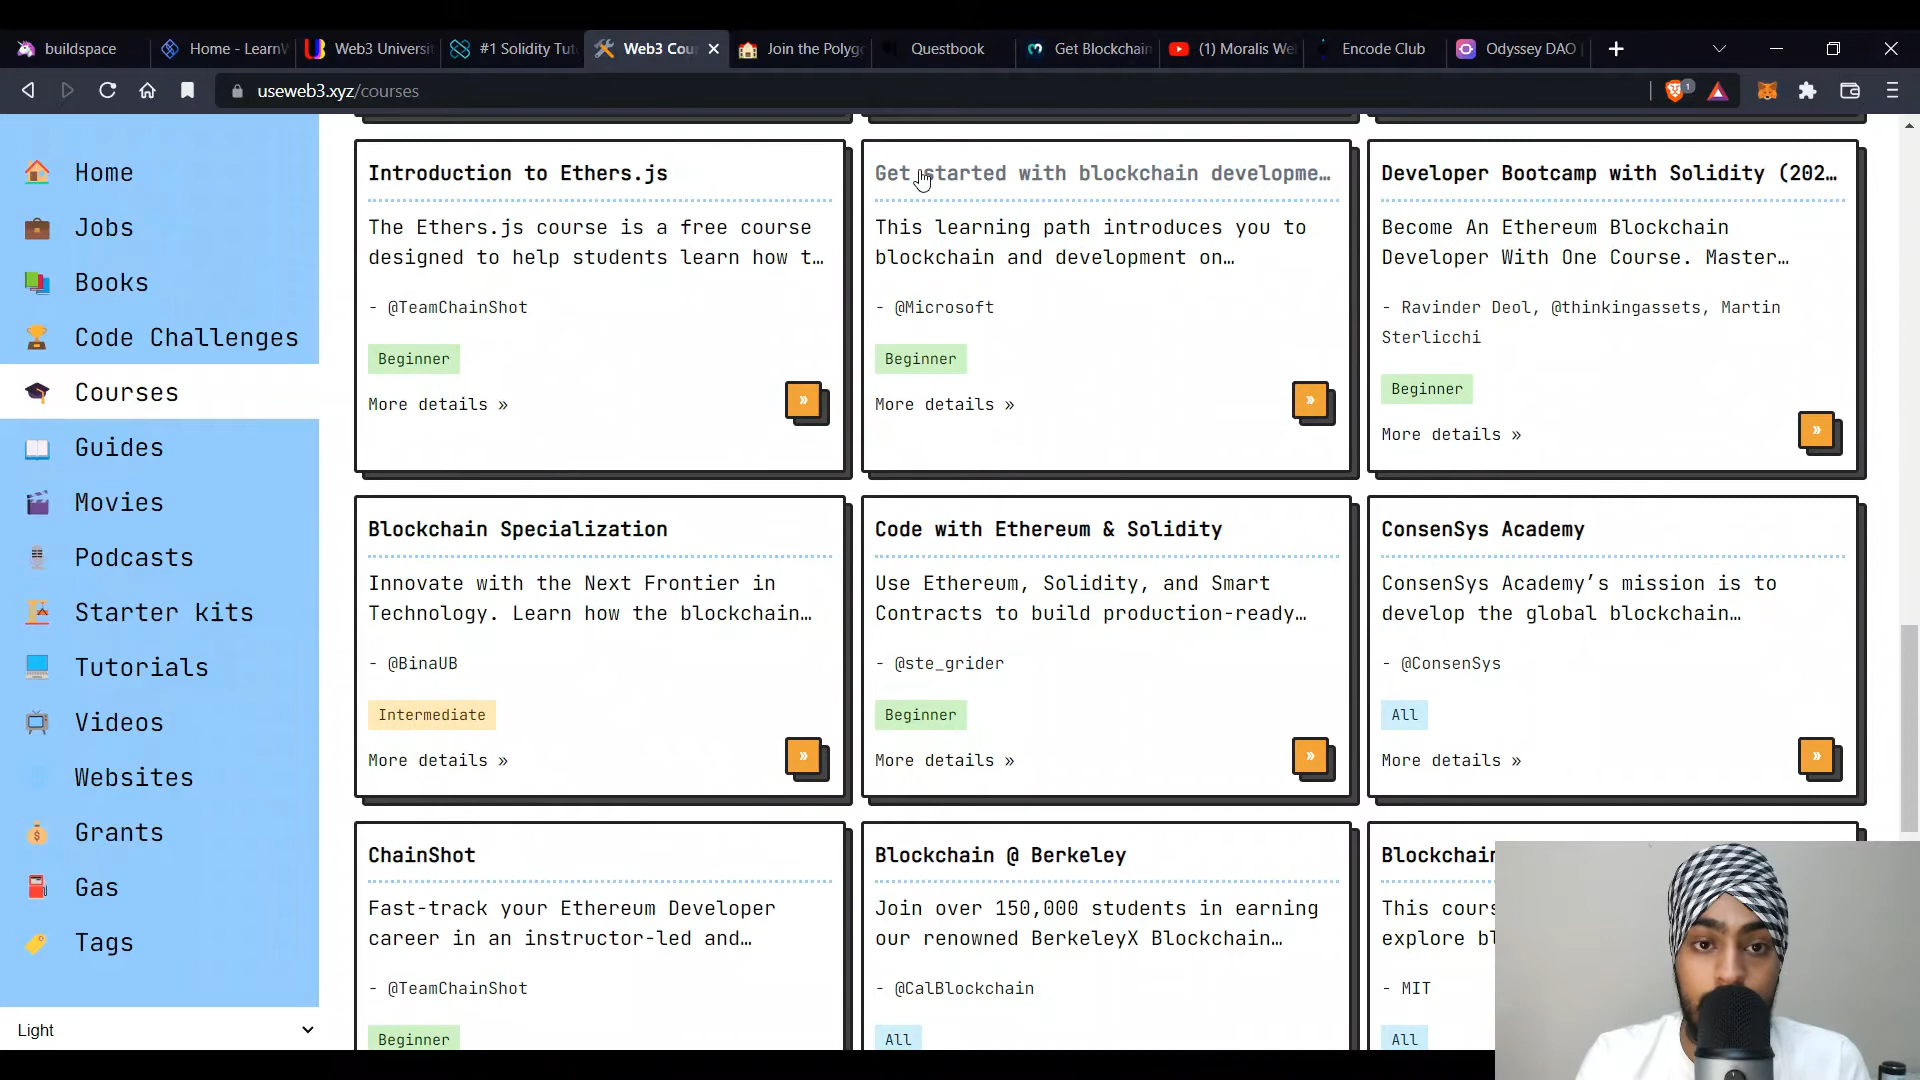 buildspace
Home - LearnW
Web3 Universi
#1 Solidity Tut
Web3 Cou
Join the Polygo
Questbook
Get Blockchain
(1) Moralis We
Encode Club
Odyssey DAO
useweb3.xyz/courses
1
Home
Jobs
Books
Code Challenges
Courses
Guides
Movies
Podcasts
Starter kits
Tutorials
Videos
Websites
Grants
Gas
Tags
Light
Introduction to Ethers.js
The Ethers.js course is a free course
designed to help students learn how t…
- @TeamChainShot
Beginner
More details »
»
Get started with blockchain developme…
This learning path introduces you to
blockchain and development on…
- @Microsoft
Beginner
More details »
»
Developer Bootcamp with Solidity (202…
Become An Ethereum Blockchain
Developer With One Course. Master…
- Ravinder Deol, @thinkingassets, Martin
Sterlicchi
Beginner
More details »
»
Blockchain Specialization
Innovate with the Next Frontier in
Technology. Learn how the blockchain…
- @BinaUB
Intermediate
More details »
»
Code with Ethereum & Solidity
Use Ethereum, Solidity, and Smart
Contracts to build production-ready…
- @ste_grider
Beginner
More details »
»
ConsenSys Academy
ConsenSys Academy’s mission is to
develop the global blockchain…
- @ConsenSys
All
More details »
»
ChainShot
Fast-track your Ethereum Developer
career in an instructor-led and…
- @TeamChainShot
Beginner
Blockchain @ Berkeley
Join over 150,000 students in earning
our renowned BerkeleyX Blockchain…
- @CalBlockchain
All
Blockchain
This cours
explore bl
- MIT
All